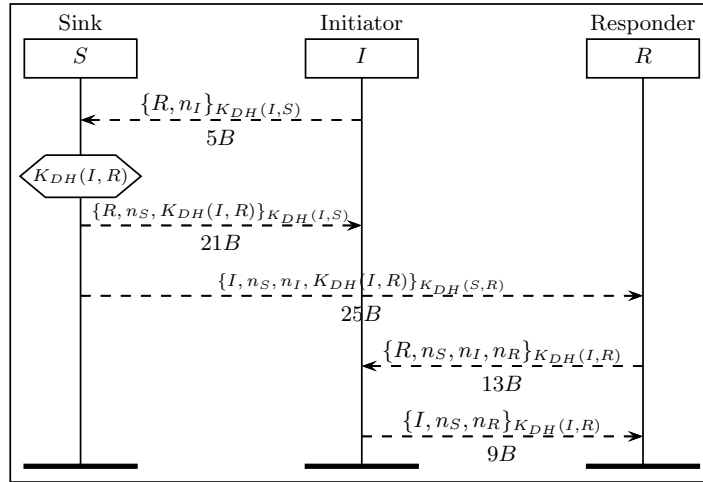 Sink Initiator Responder
S I R
{R, n_I}_{K_{DH}(I,S)}
5B
K_{DH}(I, R)
{R, n_S, K_{DH}(I, R)}_{K_{DH}(I,S)}
21B
{I, n_S, n_I, K_{DH}(I, R)}_{K_{DH}(S,R)}
25B
{R, n_S, n_I, n_R}_{K_{DH}(I,R)}
13B
{I, n_S, n_R}_{K_{DH}(I,R)}
9B